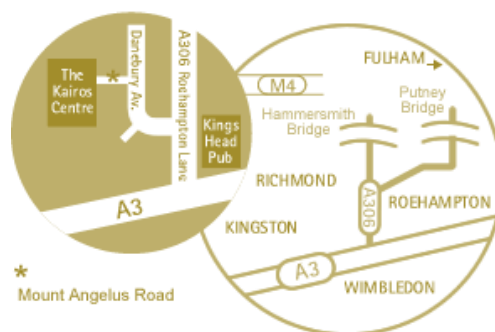 The
Kairos
Centre
*
Danebury Av.
A306 Roehampton Lane
Kings
Head
Pub
A3
*
Mount Angelus Road
FULHAM
M4
Putney
Bridge
Hammersmith
Bridge
RICHMOND
A306
ROEHAMPTON
KINGSTON
A3
WIMBLEDON